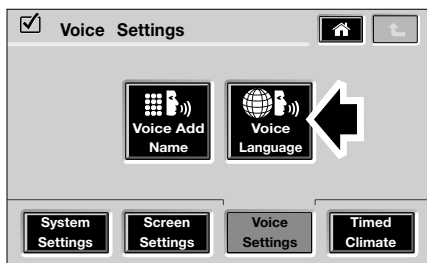 Voice Settings
Voice Add
Name
Voice
Language
System
Settings
Screen
Settings
Voice
Settings
Timed
Climate